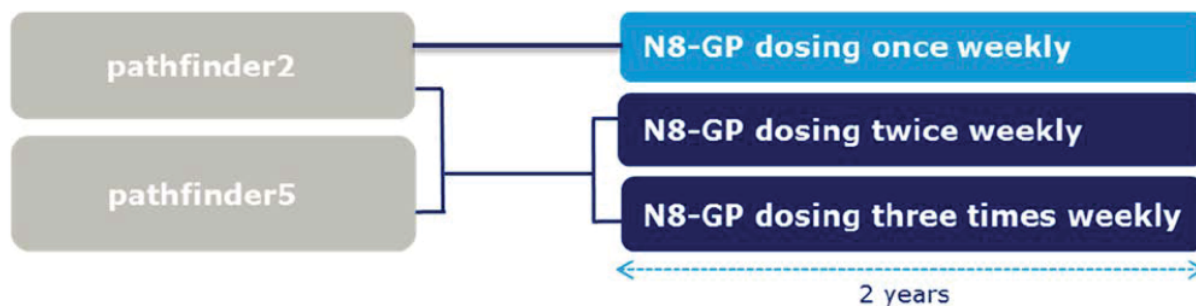 pathfinder2
N8-GP dosing once weekly
N8-GP dosing twice weekly
pathfinder5
N8-GP dosing three times weekly
2 years